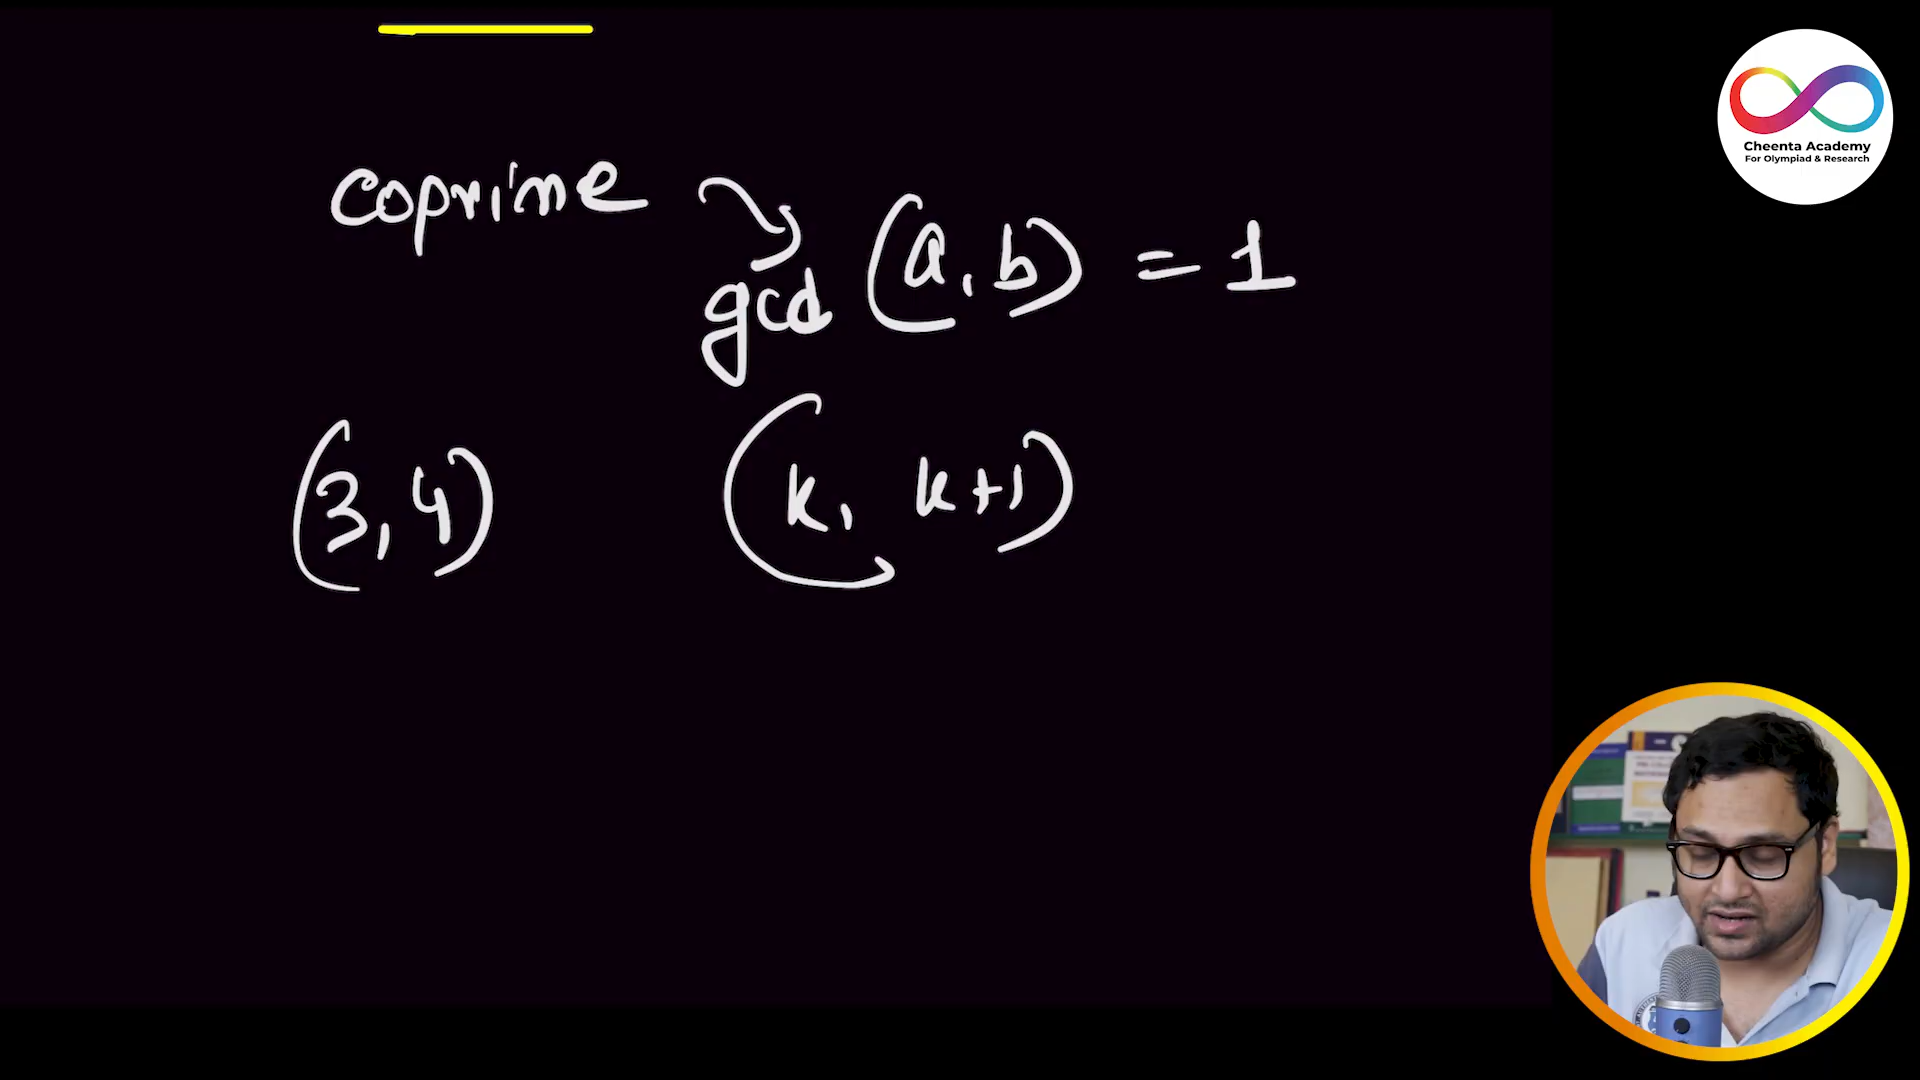 coprime
gcd (a, b) = 1
(3, 4) (k, k+1)
Cheenta Academy
For Olympiad & Research